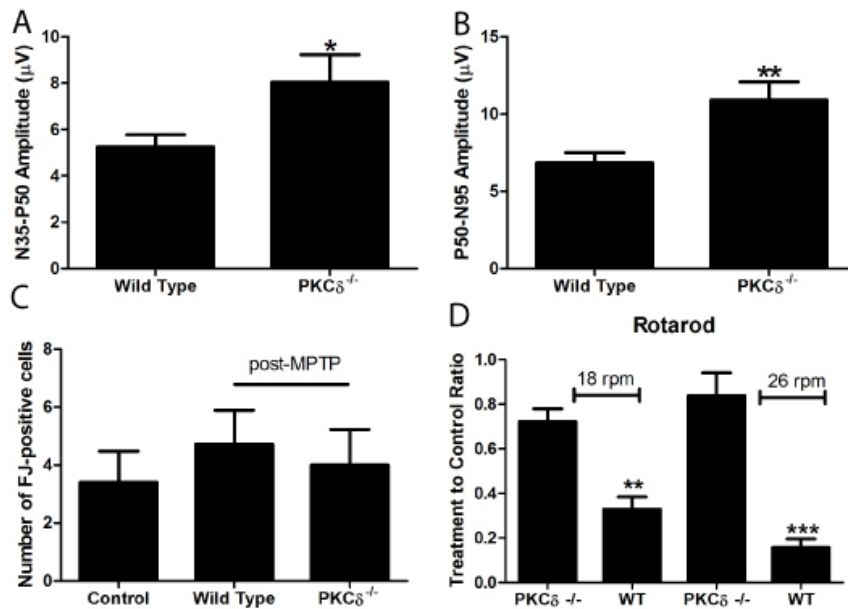 A
N35-P50 Amplitude (μV)
10
8
6
4
2
0
*
Wild Type
PKCδ-/-
B
P50-N95 Amplitude (μV)
15
10
5
0
**
Wild Type
PKCδ-/-
C
Number of FJ-positive cells
8
6
4
2
0
post-MPTP
Control
Wild Type
PKCδ-/-
D
Rotarod
Treatment to Control Ratio
1.0
0.8
0.6
0.4
0.2
0.0
18 rpm
26 rpm
**
***
PKCδ -/-
WT
PKCδ -/-
WT